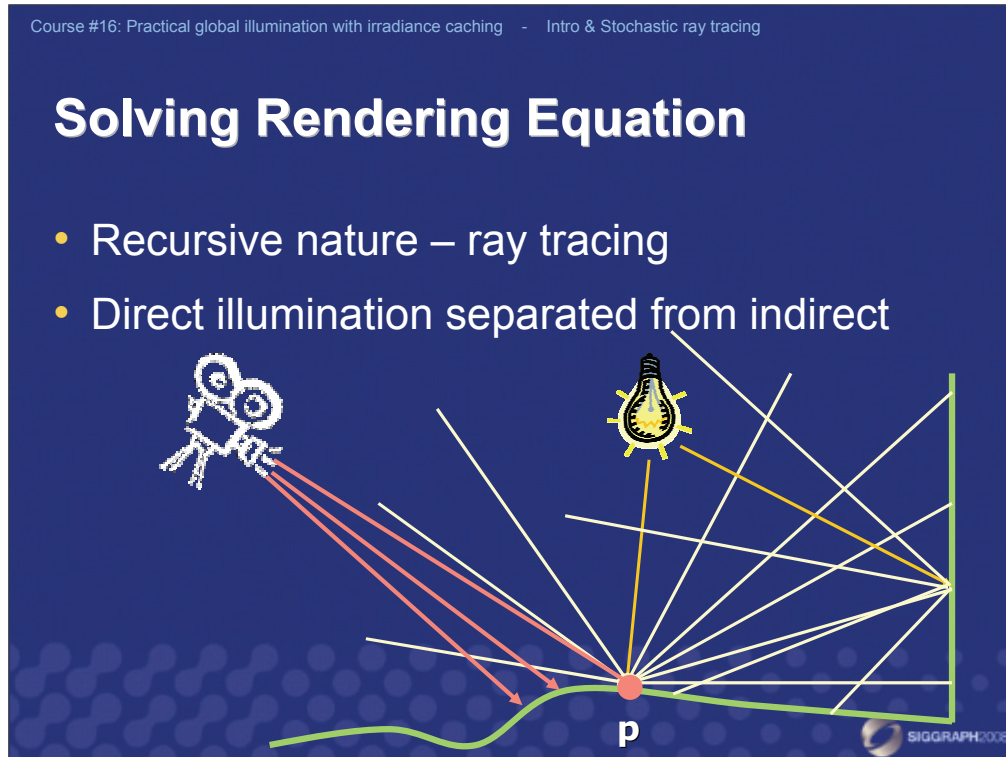 Course #16: Practical global illumination with irradiance caching - Intro & Stochastic ray tracing
Solving Rendering Equation
• Recursive nature – ray tracing
• Direct illumination separated from indirect
p
SIGGRAPH2008